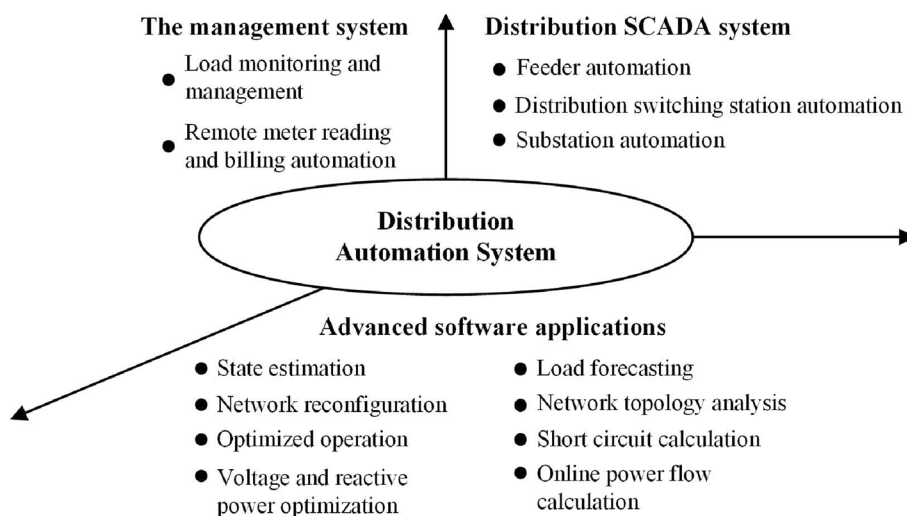 The management system
Load monitoring and
management
Remote meter reading
and billing automation
Distribution SCADA system
Feeder automation
Distribution switching station automation
Substation automation
Distribution
Automation System
Advanced software applications
State estimation
Network reconfiguration
Optimized operation
Voltage and reactive
power optimization
Load forecasting
Network topology analysis
Short circuit calculation
Online power flow
calculation